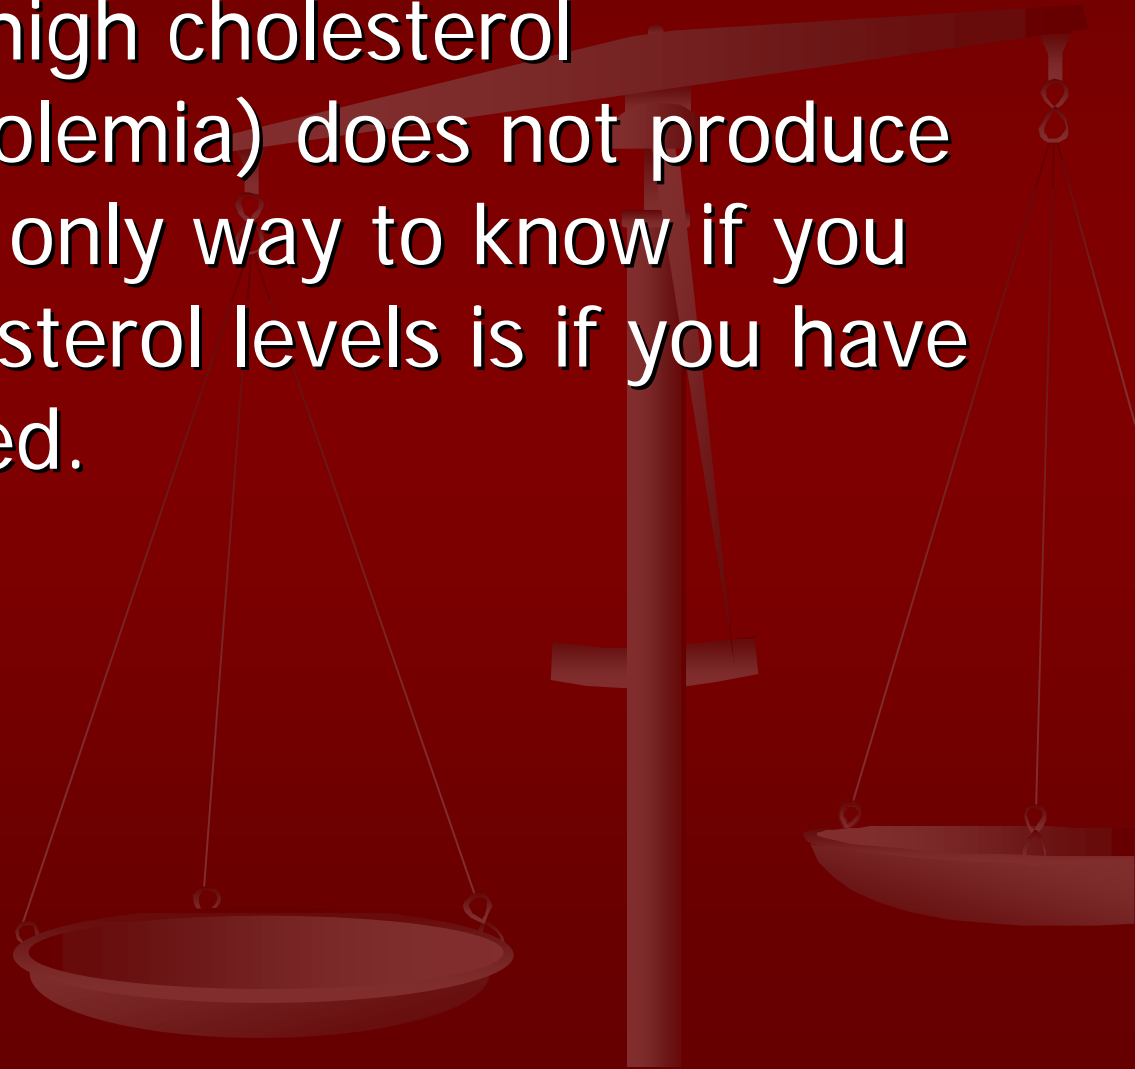 high cholesterol
olemia) does not produce
only way to know if you
sterol levels is if you have
ed.